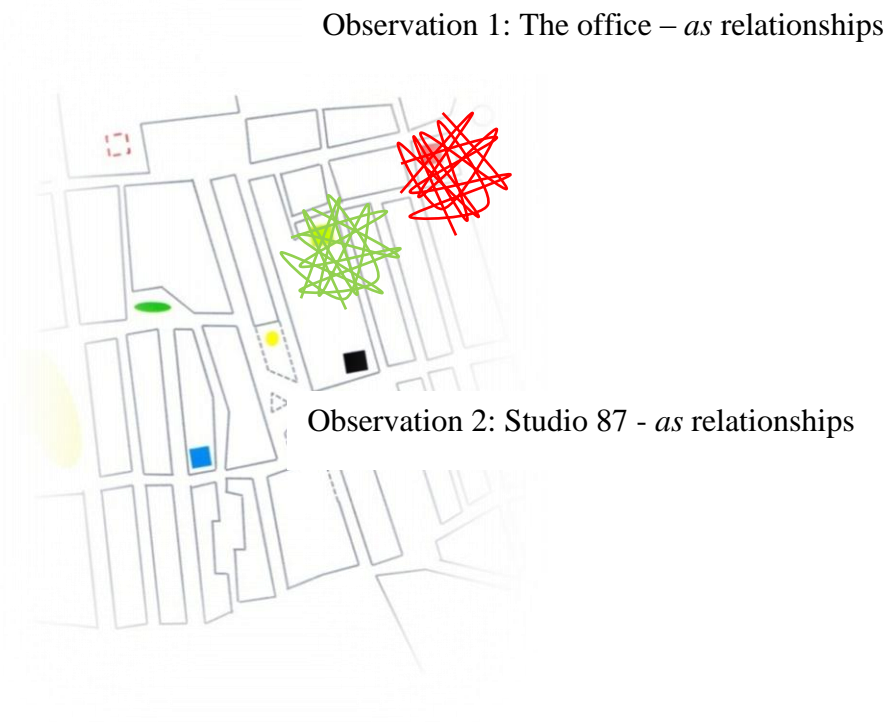 Observation 1: The office – as relationships
Observation 2: Studio 87 - as relationships